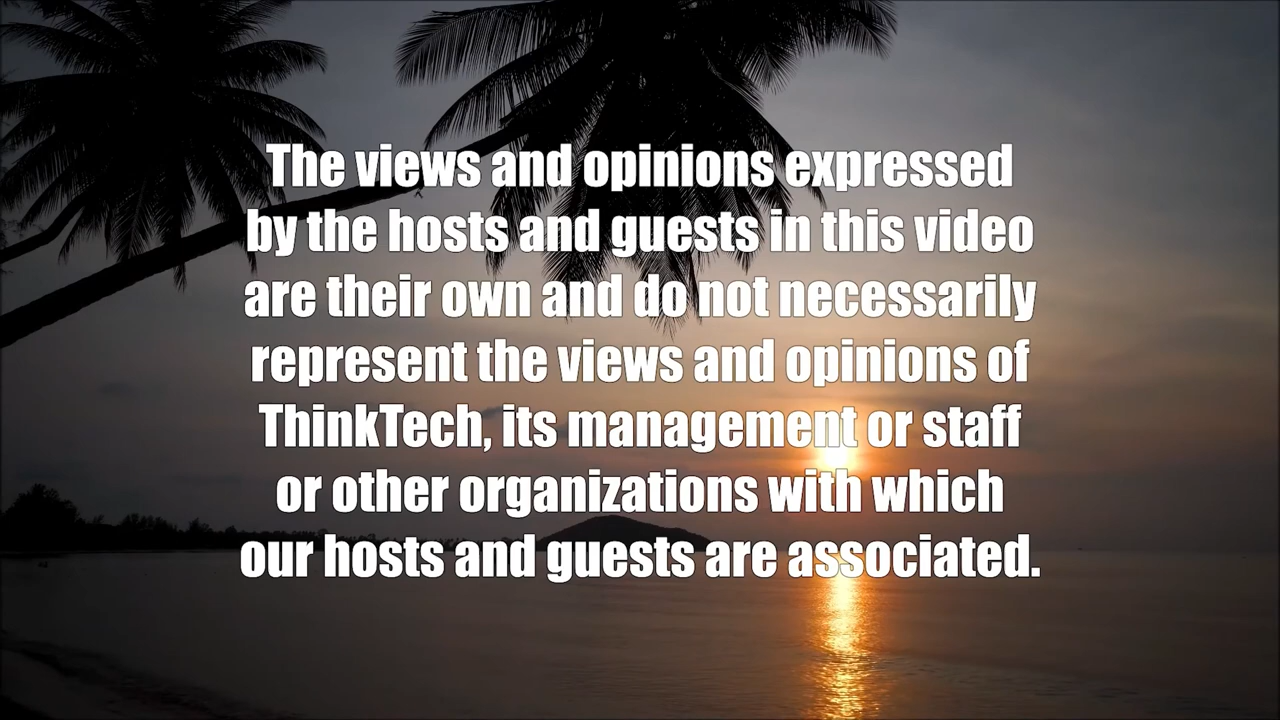 The views and opinions expressed
by the hosts and guests in this video
are their own and do not necessarily
represent the views and opinions of
ThinkTech, its management or staff
or other organizations with which
our hosts and guests are associated.